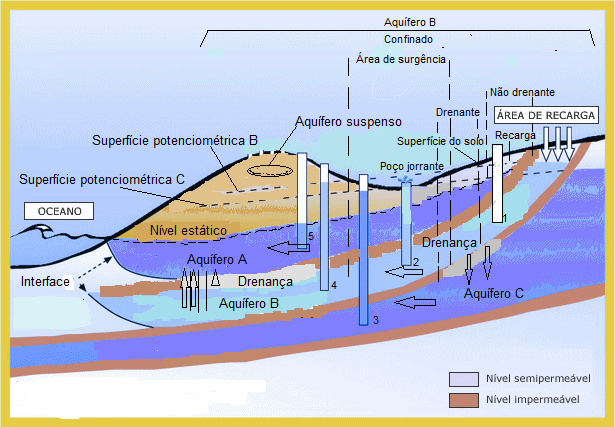 Aquífero B
Confinado
Área de surgência
Não drenante
Drenante
ÁREA DE RECARGA
Aquífero suspenso
Superfície do solo
Recarga
Superfície potenciométrica B
Poço jorrante
Superfície potenciométrica C
OCEANO
1
Nível estático
5
Drenança
Aquífero A
2
Interface
Drenança
4
Aquífero C
Aquífero B
3
Nível semipermeável
Nível impermeável